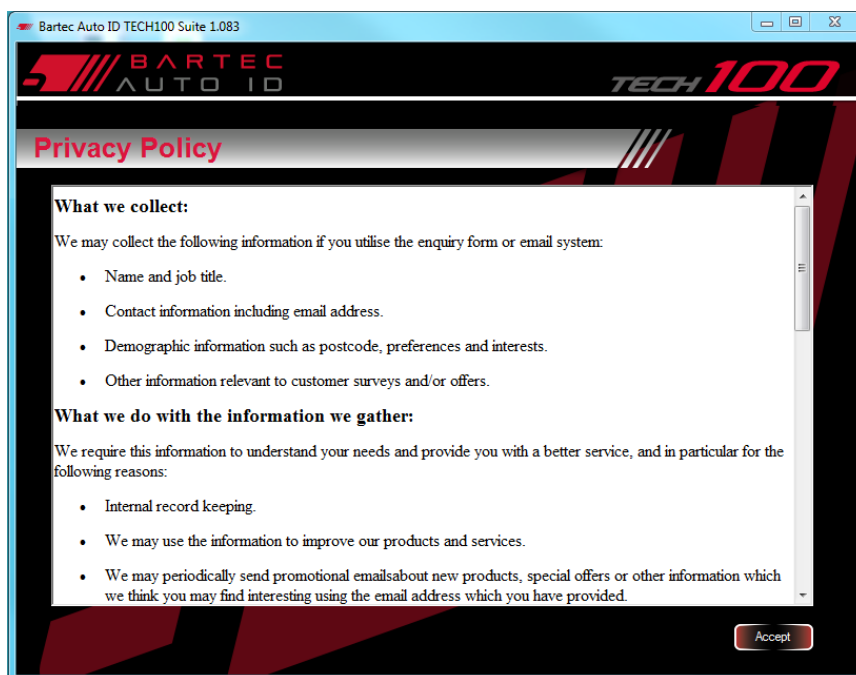 Bartec Auto ID TECH100 Suite 1.083
BARTEC
AUTO ID
TECH100
Privacy Policy
What we collect:
We may collect the following information if you utilise the enquiry form or email system:
• Name and job title.
• Contact information including email address.
• Demographic information such as postcode, preferences and interests.
• Other information relevant to customer surveys and/or offers.
What we do with the information we gather:
We require this information to understand your needs and provide you with a better service, and in particular for the
following reasons:
• Internal record keeping.
• We may use the information to improve our products and services.
• We may periodically send promotional emailsabout new products, special offers or other information which
we think you may find interesting using the email address which you have provided.
Accept